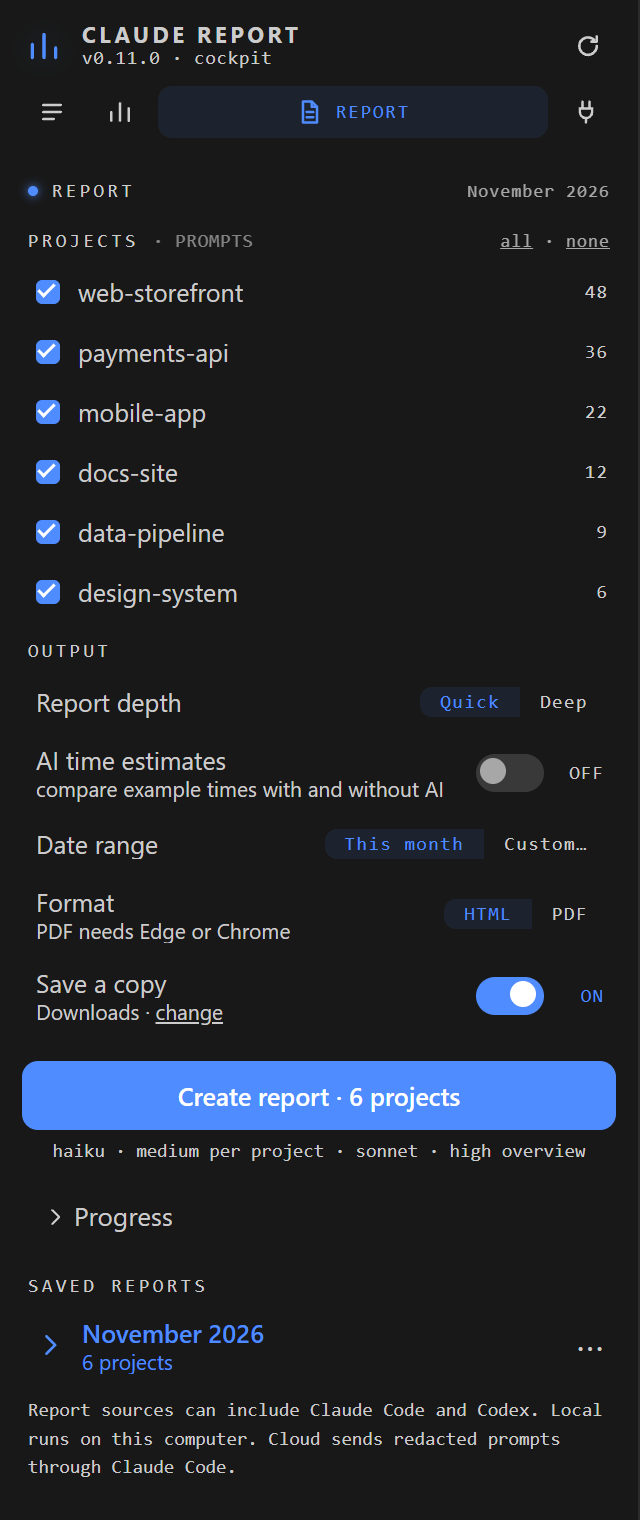 CLAUDE REPORT
v0.11.0 · cockpit
REPORT
REPORT November 2026
PROJECTS · PROMPTS all · none
web-storefront 48
payments-api 36
mobile-app 22
docs-site 12
data-pipeline 9
design-system 6
OUTPUT
Report depth Quick Deep
AI time estimates OFF
compare example times with and without AI
Date range This month Custom…
Format HTML PDF
PDF needs Edge or Chrome
Save a copy ON
Downloads · change
Create report · 6 projects
haiku · medium per project · sonnet · high overview
Progress
SAVED REPORTS
November 2026
6 projects
Report sources can include Claude Code and Codex. Local
runs on this computer. Cloud sends redacted prompts
through Claude Code.